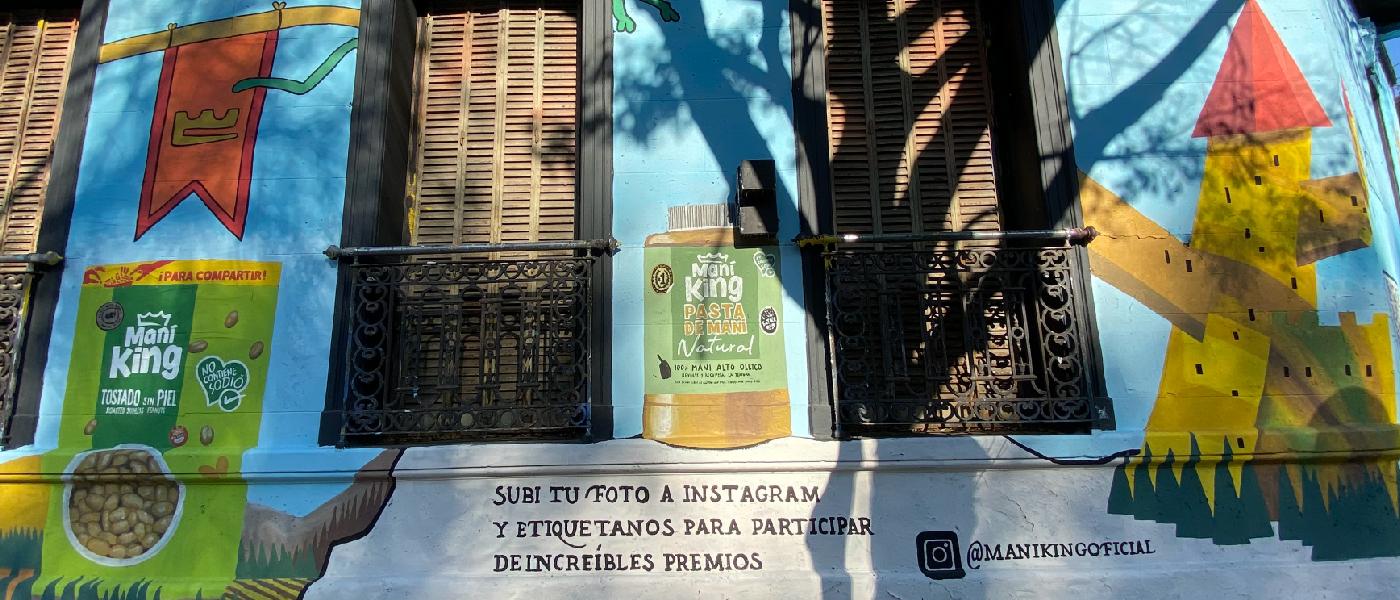 ¡PARA COMPARTIR!
Maní
King
NO
CONTIENE
SODIO
TOSTADO SIN PIEL
Maní
King
PASTA
DE MANÍ
Natural
100% MANÍ ALTO OLEICO
SUBI TU FOTO A INSTAGRAM
Y ETIQUETANOS PARA PARTICIPAR
DE INCREÍBLES PREMIOS
@MANIKINGOFICIAL